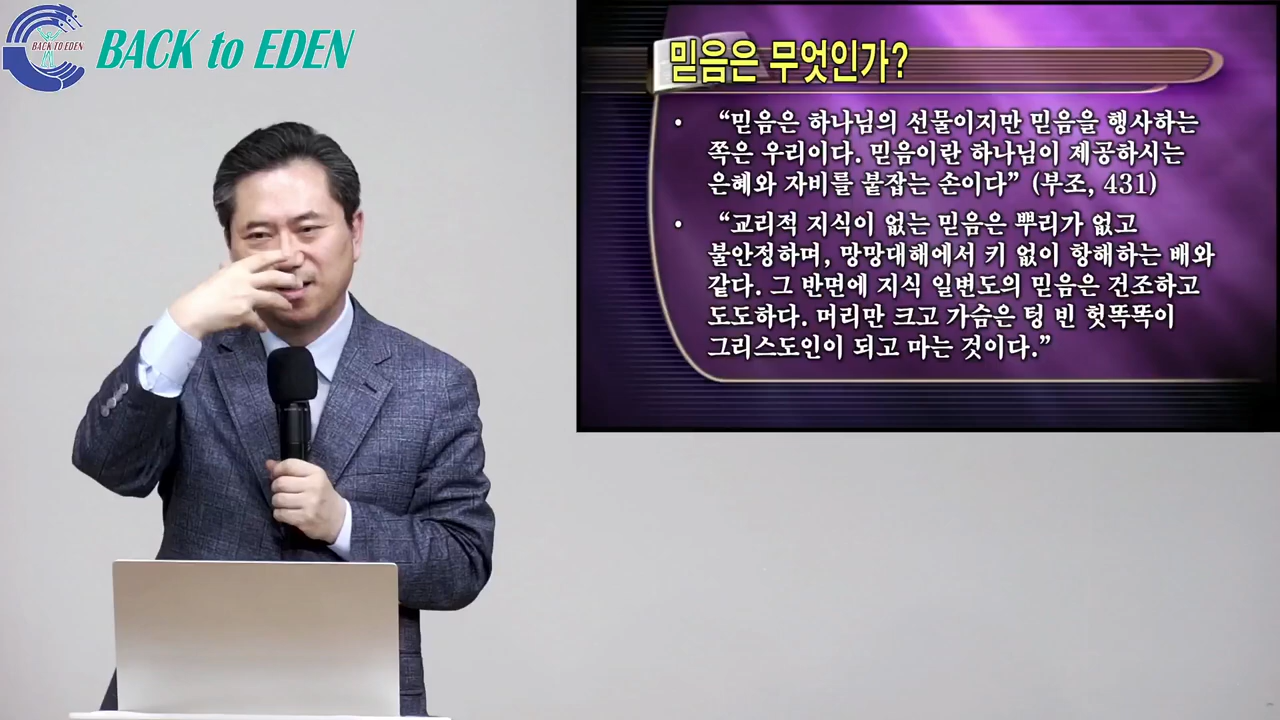 BACK TO EDEN
BACK to EDEN
믿음은 무엇인가?
• “믿음은 하나님의 선물이지만 믿음을 행사하는
쪽은 우리이다. 믿음이란 하나님이 제공하시는
은혜와 자비를 붙잡는 손이다” (부조, 431)
• “교리적 지식이 없는 믿음은 뿌리가 없고
불안정하며, 망망대해에서 키 없이 항해하는 배와
같다. 그 반면에 지식 일변도의 믿음은 건조하고
도도하다. 머리만 크고 가슴은 텅 빈 헛똑똑이
그리스도인이 되고 마는 것이다.”